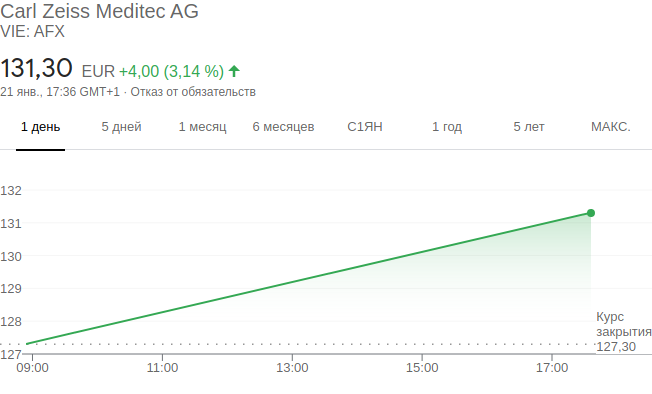 Carl Zeiss Meditec AG
VIE: AFX
131,30 EUR +4,00 (3,14 %)
21 янв., 17:36 GMT+1 · Отказ от обязательств
1 день 5 дней 1 месяц 6 месяцев С1ЯН 1 год 5 лет МАКС.
132
131
130
129
128
127
Курс
закрытия
127,30
09:00 11:00 13:00 15:00 17:00